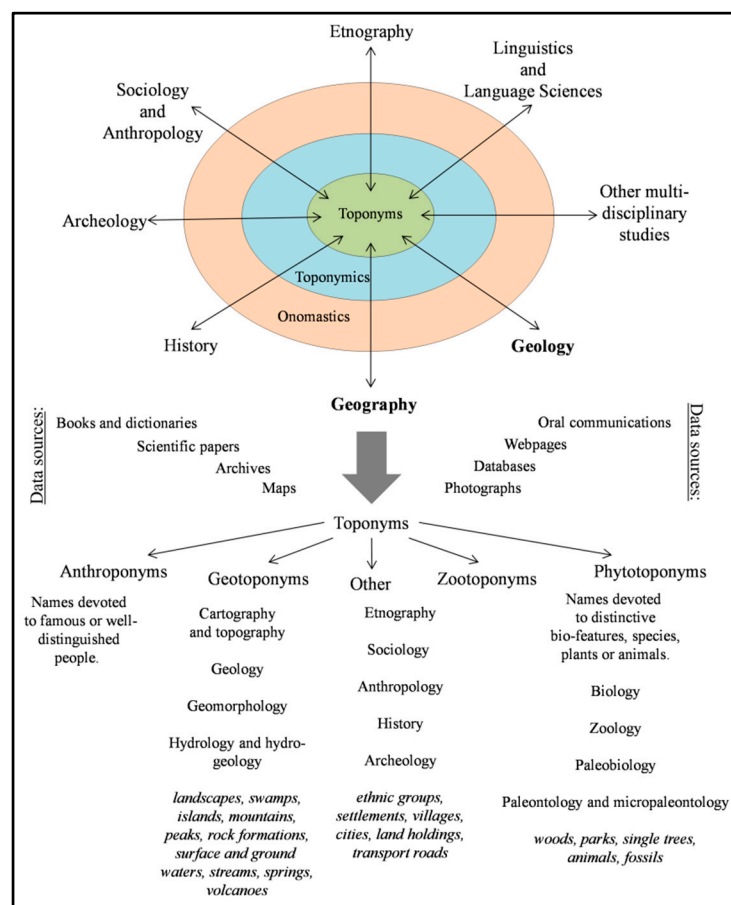 Etnography
Linguistics
and
Language Sciences
Sociology
and
Anthropology
Toponyms
Other multi-
disciplinary
studies
Archeology
Toponymics
Onomastics
History
Geology
Geography
Data sources:
Books and dictionaries
Scientific papers
Archives
Maps
Oral communications
Webpages
Databases
Photographs
Data sources:
Toponyms
Anthroponyms
Names devoted
to famous or well-
distinguished
people.
Geotoponyms
Cartography
and topography
Geology
Geomorphology
Hydrology and hydro-
geology
landscapes, swamps,
islands, mountains,
peaks, rock formations,
surface and ground
waters, streams, springs,
volcanoes
Other
Etnography
Sociology
Anthropology
History
Archeology
ethnic groups,
settlements, villages,
cities, land holdings,
transport roads
Zootoponyms
Phytotoponyms
Names devoted
to distinctive
bio-features, species,
plants or animals.
Biology
Zoology
Paleobiology
Paleontology and micropaleontology
woods, parks, single trees,
animals, fossils